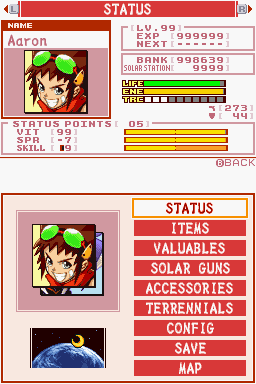 L STATUS R
NAME
Aaron
LV.99
EXP 999999
NEXT ------
BANK 998639
SOLAR STATION 9999
LIFE
ENE
TRC
273
44
STATUS POINTS 05
VIT 99
SPR -7
SKILL 9
BACK
STATUS
ITEMS
VALUABLES
SOLAR GUNS
ACCESSORIES
TERRENNIALS
CONFIG
SAVE
MAP